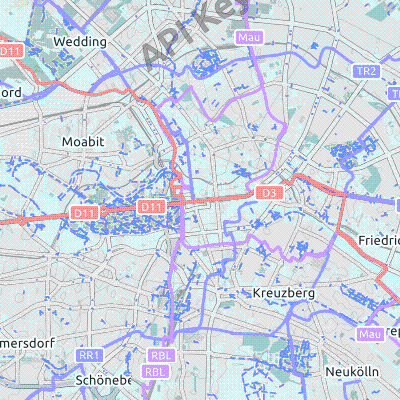 API Key
Wedding
Mau
D11
TR2
ord
Moabit
D3
D11
D11
Friedric
Kreuzberg
Mau
mersdorf
RR1
RBL
RBL
Schönebe
Neukölln